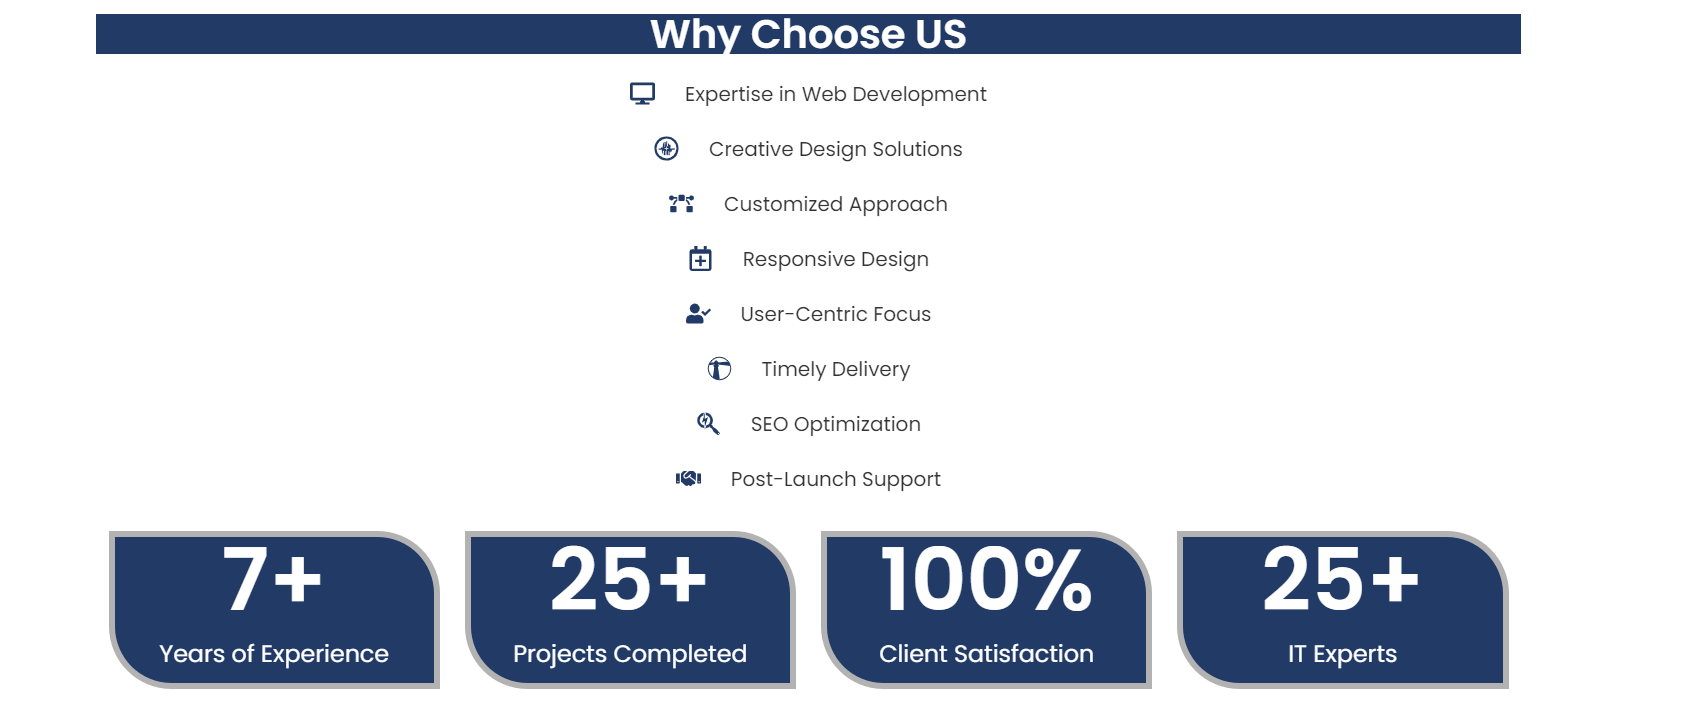 Why Choose US
Expertise in Web Development
Creative Design Solutions
Customized Approach
Responsive Design
User-Centric Focus
Timely Delivery
SEO Optimization
Post-Launch Support
7+
Years of Experience
25+
Projects Completed
100%
Client Satisfaction
25+
IT Experts